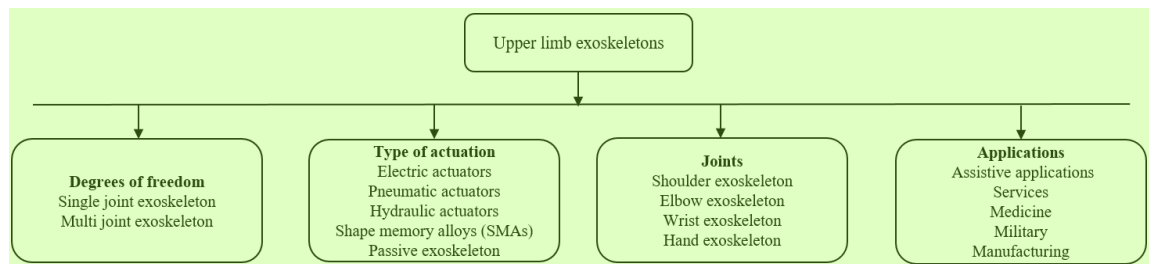 Upper limb exoskeletons
Degrees of freedom
Single joint exoskeleton
Multi joint exoskeleton
Type of actuation
Electric actuators
Pneumatic actuators
Hydraulic actuators
Shape memory alloys (SMAs)
Passive exoskeleton
Joints
Shoulder exoskeleton
Elbow exoskeleton
Wrist exoskeleton
Hand exoskeleton
Applications
Assistive applications
Services
Medicine
Military
Manufacturing